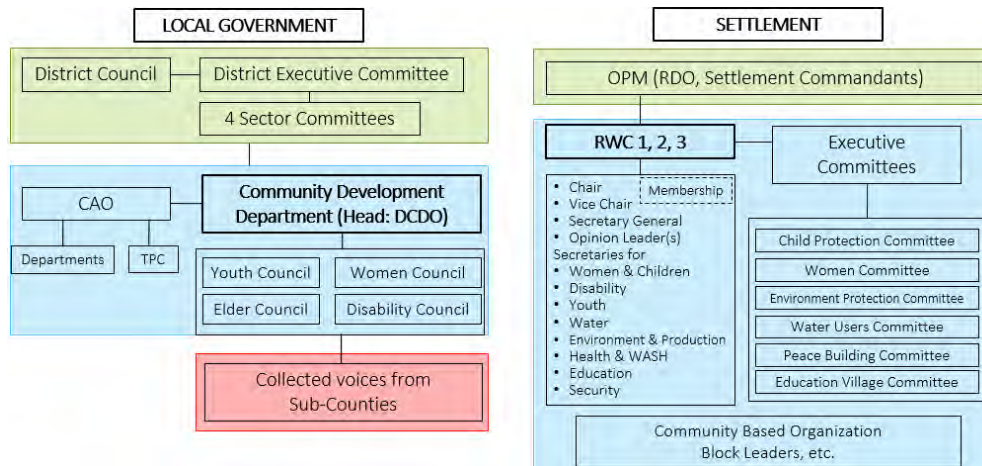 LOCAL GOVERNMENT
District Council
District Executive Committee
4 Sector Committees
CAO
Community Development
Department (Head: DCDO)
Departments
TPC
Youth Council
Women Council
Elder Council
Disability Council
Collected voices from
Sub-Counties
SETTLEMENT
OPM (RDO, Settlement Commandants)
RWC 1, 2, 3
Executive
Committees
Membership
• Chair
• Vice Chair
• Secretary General
• Opinion Leader(s)
Secretaries for
• Women & Children
• Disability
• Youth
• Water
• Environment & Production
• Health & WASH
• Education
• Security
Child Protection Committee
Women Committee
Environment Protection Committee
Water Users Committee
Peace Building Committee
Education Village Committee
Community Based Organization
Block Leaders, etc.